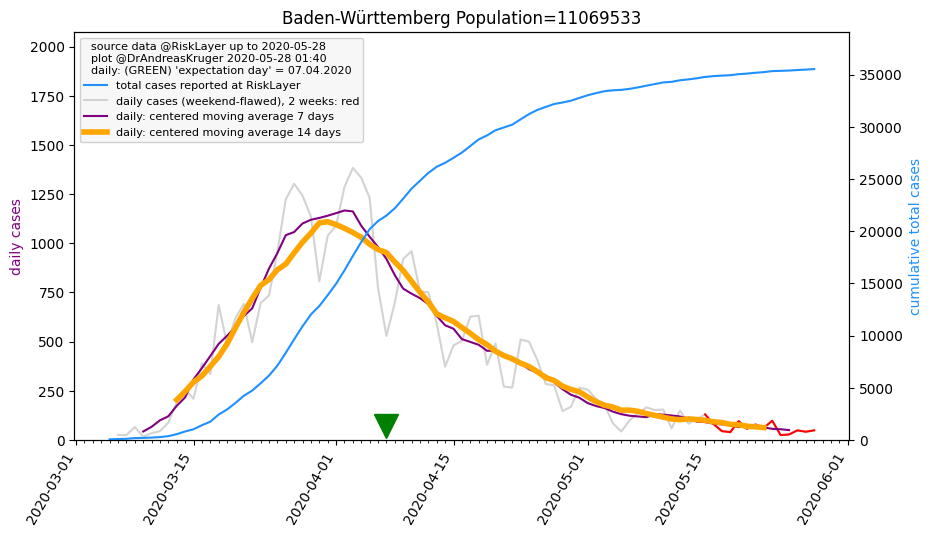 Baden-Württemberg Population=11069533
source data @RiskLayer up to 2020-05-28
plot @DrAndreasKruger 2020-05-28 01:40
daily: (GREEN) 'expectation day' = 07.04.2020
total cases reported at RiskLayer
daily cases (weekend-flawed), 2 weeks: red
daily: centered moving average 7 days
daily: centered moving average 14 days
daily cases
2000
1750
1500
1250
1000
750
500
250
0
35000
30000
25000
20000
15000
10000
5000
0
cumulative total cases
2020-03-01
2020-03-15
2020-04-01
2020-04-15
2020-05-01
2020-05-15
2020-06-01